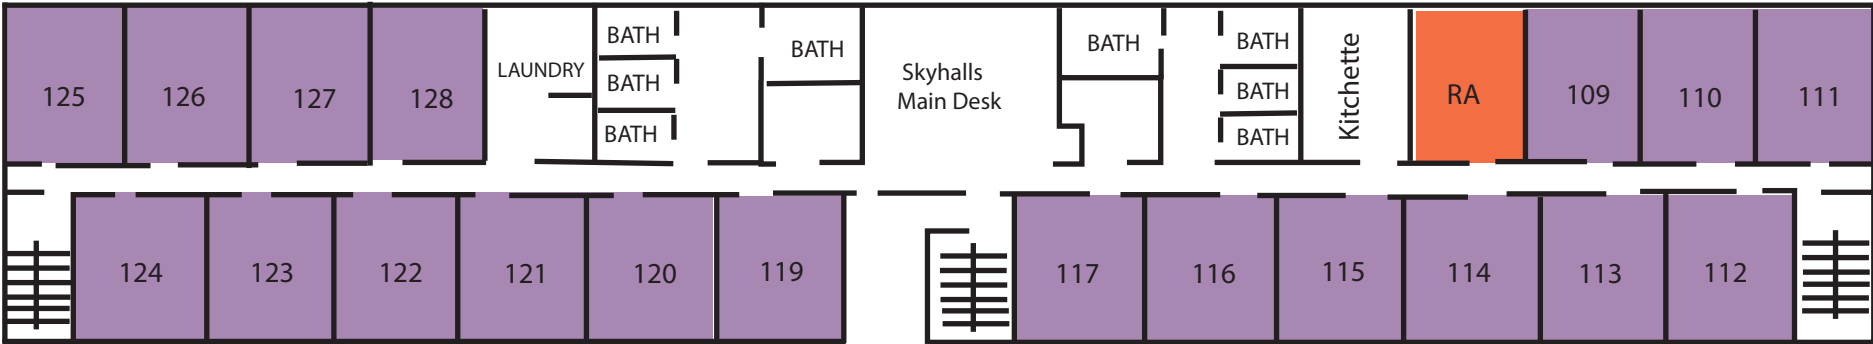 125
126
127
128
LAUNDRY
BATH
BATH
BATH
BATH
Skyhalls
Main Desk
BATH
BATH
BATH
BATH
Kitchette
RA
109
110
111
124
123
122
121
120
119
117
116
115
114
113
112